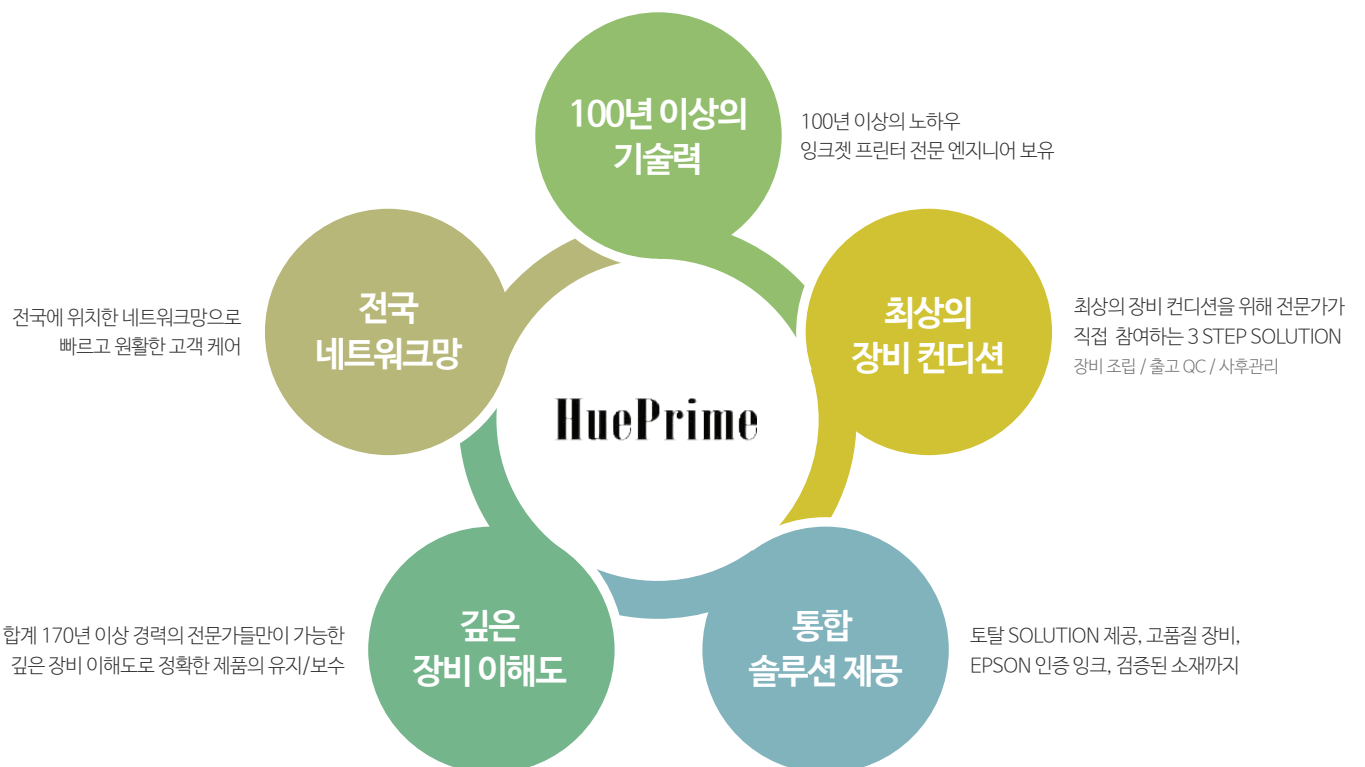 100년 이상의
기술력
100년 이상의 노하우
잉크젯 프린터 전문 엔지니어 보유
최상의
장비 컨디션
최상의 장비 컨디션을 위해 전문가가
직접 참여하는 3 STEP SOLUTION
장비 조립 / 출고 QC / 사후관리
통합
솔루션 제공
토탈 SOLUTION 제공, 고품질 장비,
EPSON 인증 잉크, 검증된 소재까지
깊은
장비 이해도
합계 170년 이상 경력의 전문가들만이 가능한
깊은 장비 이해도로 정확한 제품의 유지/보수
전국
네트워크망
전국에 위치한 네트워크망으로
빠르고 원활한 고객 케어
HuePrime